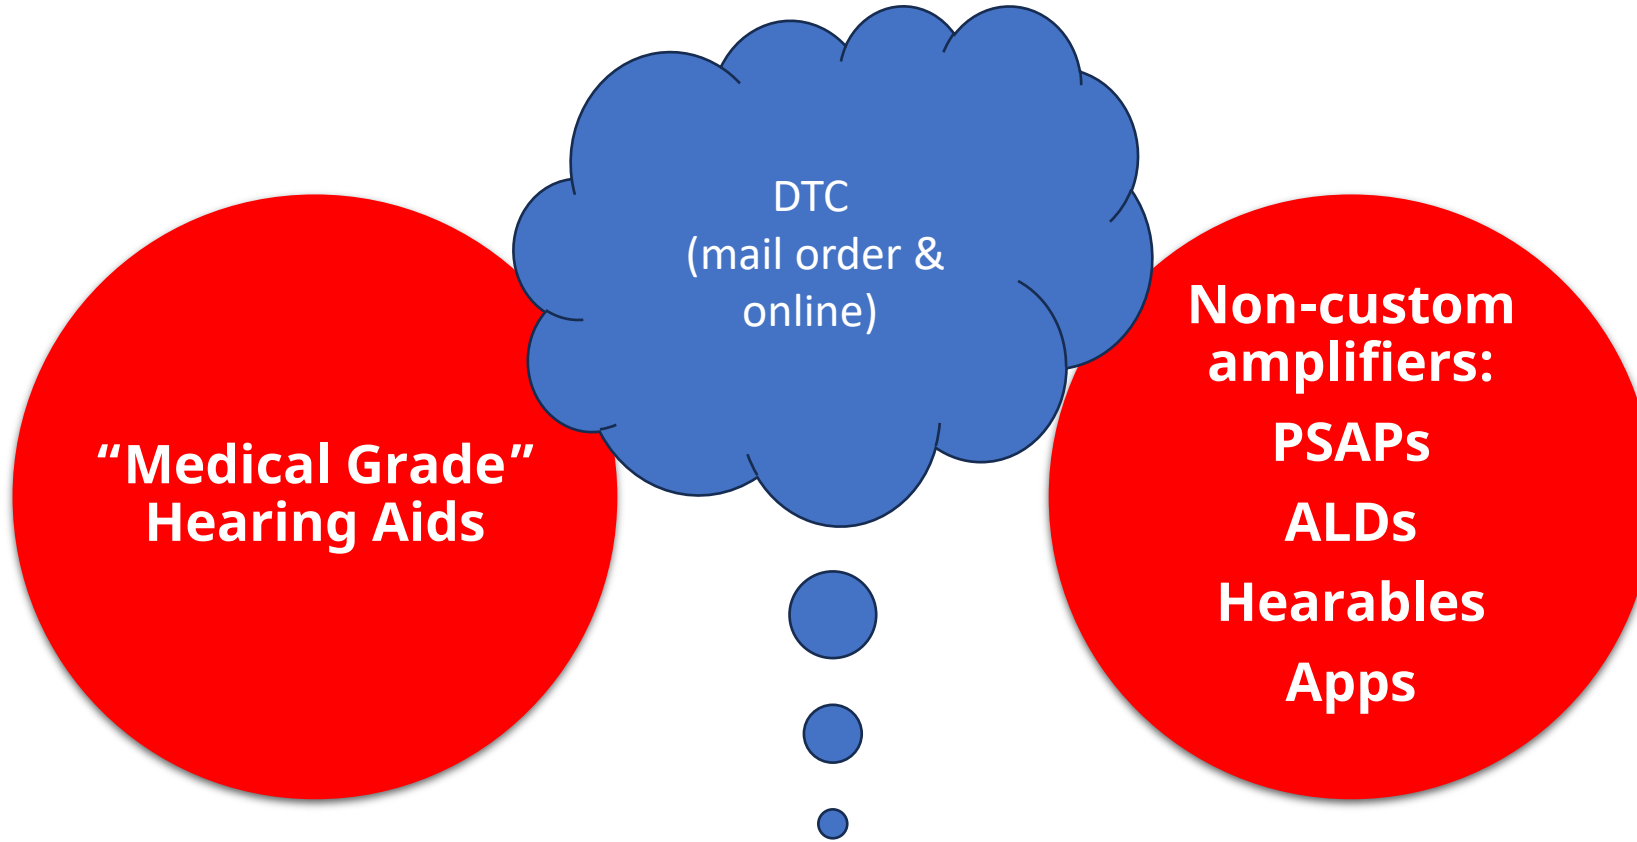 DTC
(mail order &
online)
“Medical Grade”
Hearing Aids
Non-custom
amplifiers:
PSAPs
ALDs
Hearables
Apps